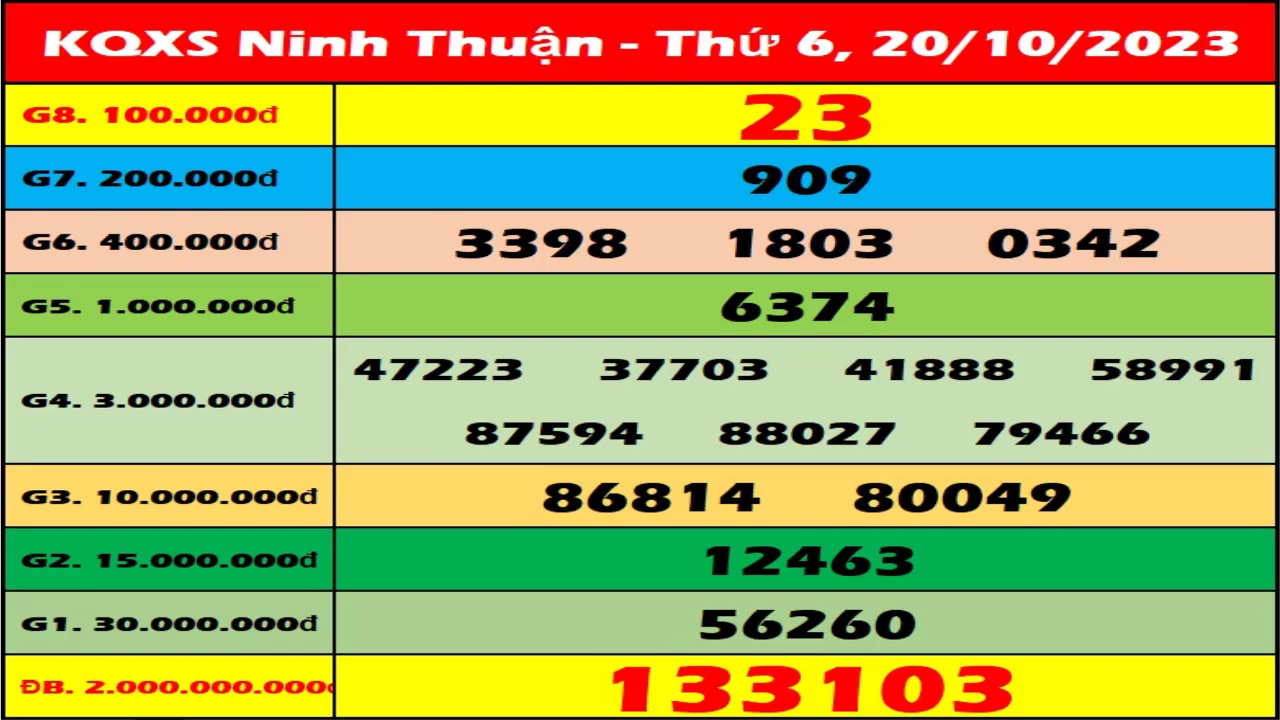 KQXS Ninh Thuận - Thứ 6, 20/10/2023
G8. 100.000đ 23
G7. 200.000đ 909
G6. 400.000đ 3398 1803 0342
G5. 1.000.000đ 6374
47223 37703 41888 58991
G4. 3.000.000đ
87594 88027 79466
G3. 10.000.000đ 86814 80049
G2. 15.000.000đ 12463
G1. 30.000.000đ 56260
ĐB. 2.000.000.000đ 133103